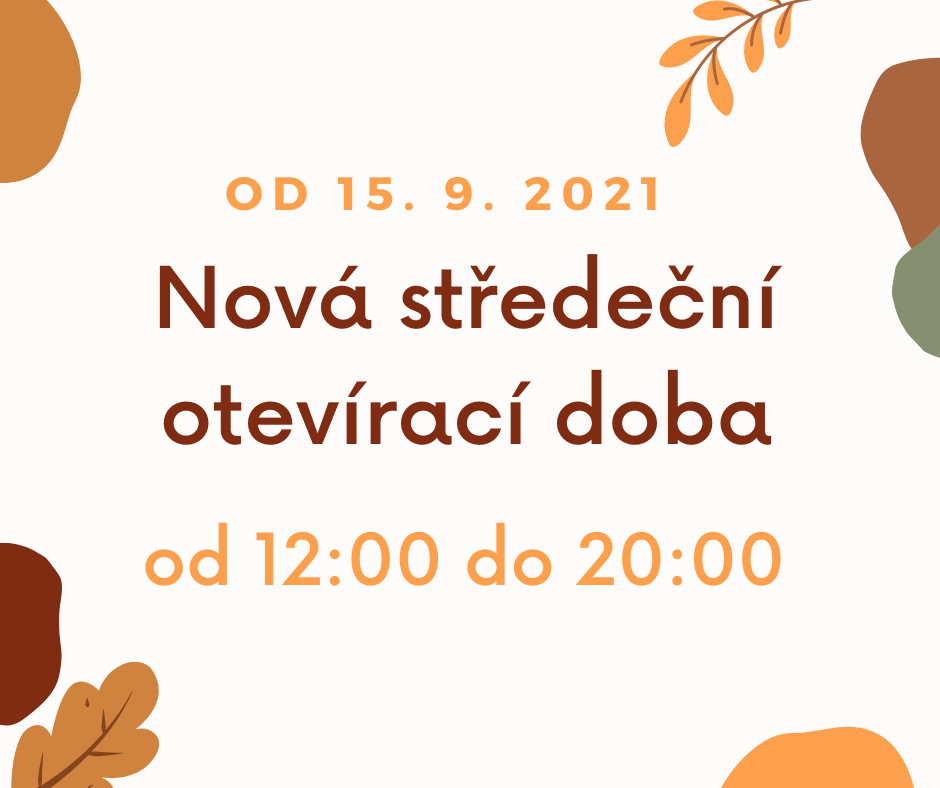 OD 15. 9. 2021
Nová středeční
otevírací doba
od 12:00 do 20:00